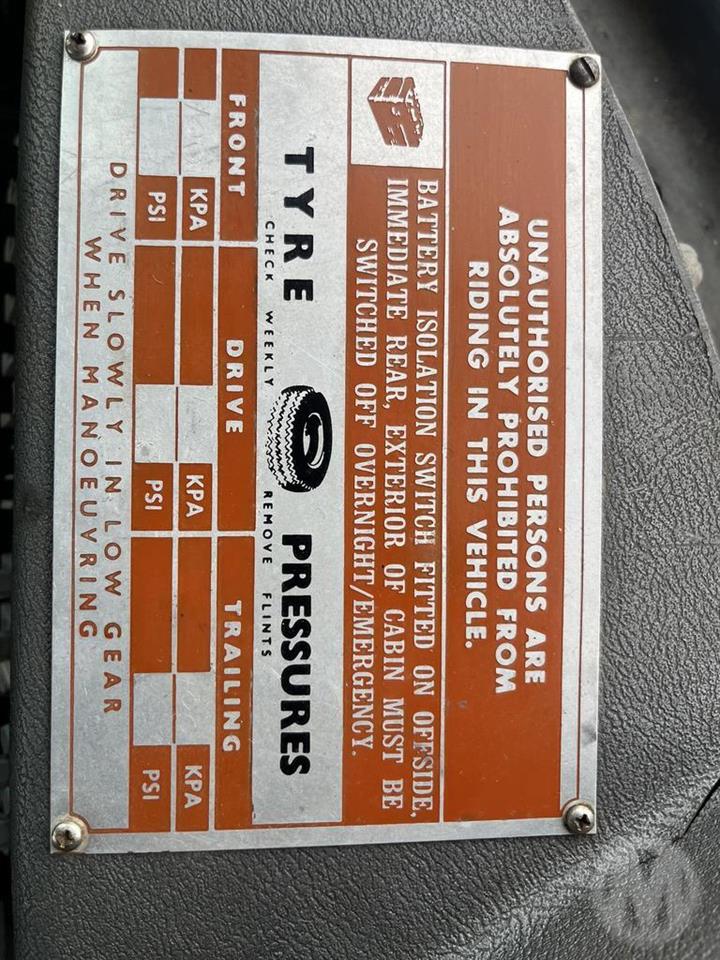 UNAUTHORISED PERSONS ARE
ABSOLUTELY PROHIBITED FROM
RIDING IN THIS VEHICLE.
BATTERY ISOLATION SWITCH FITTED ON OFFSIDE,
IMMEDIATE REAR, EXTERIOR OF CABIN MUST BE
SWITCHED OFF OVERNIGHT/EMERGENCY.
TYRE PRESSURES
CHECK WEEKLY REMOVE FLINTS
FRONT DRIVE TRAILING
KPA KPA KPA
PSI PSI PSI
DRIVE SLOWLY IN LOW GEAR
WHEN MANOEUVRING
M